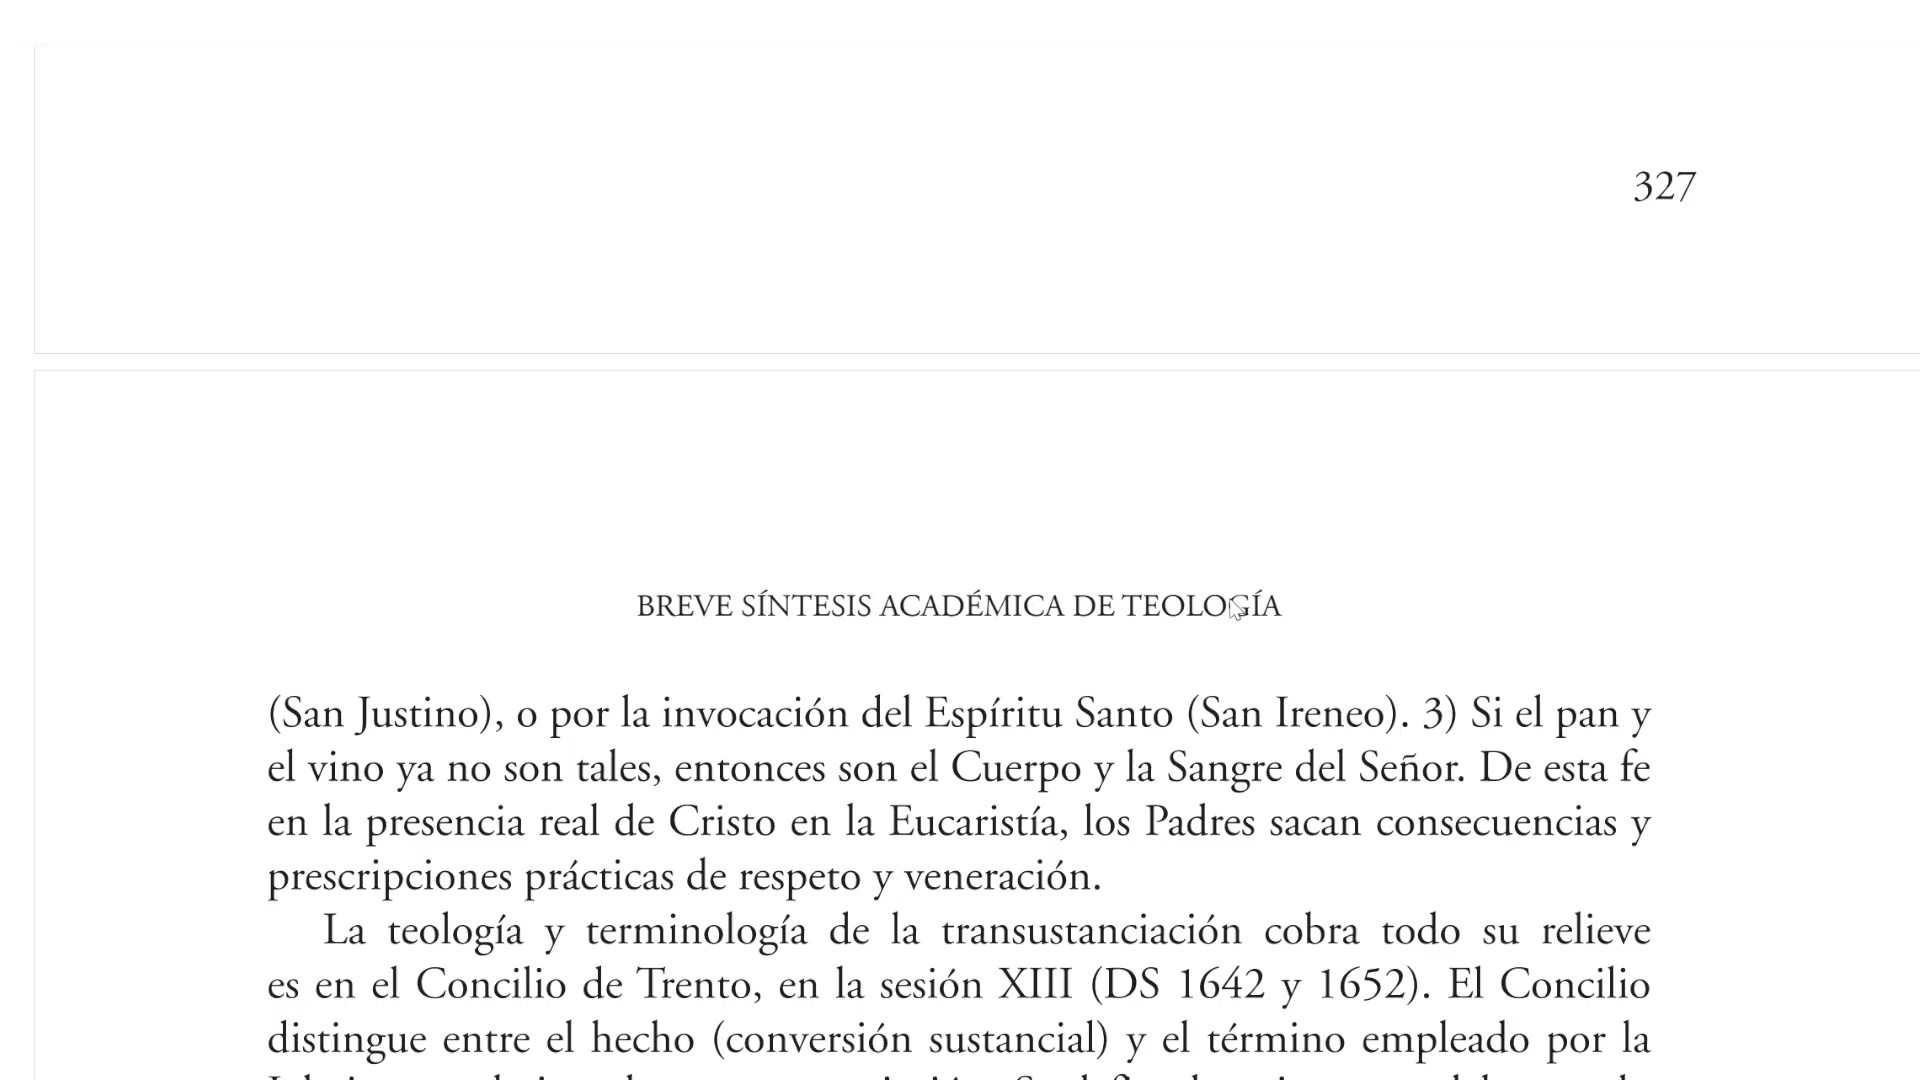 327
BREVE SÍNTESIS ACADÉMICA DE TEOLOGÍA
(San Justino), o por la invocación del Espíritu Santo (San Ireneo). 3) Si el pan y
el vino ya no son tales, entonces son el Cuerpo y la Sangre del Señor. De esta fe
en la presencia real de Cristo en la Eucaristía, los Padres sacan consecuencias y
prescripciones prácticas de respeto y veneración.
La teología y terminología de la transustanciación cobra todo su relieve
es en el Concilio de Trento, en la sesión XIII (DS 1642 y 1652). El Concilio
distingue entre el hecho (conversión sustancial) y el término empleado por la